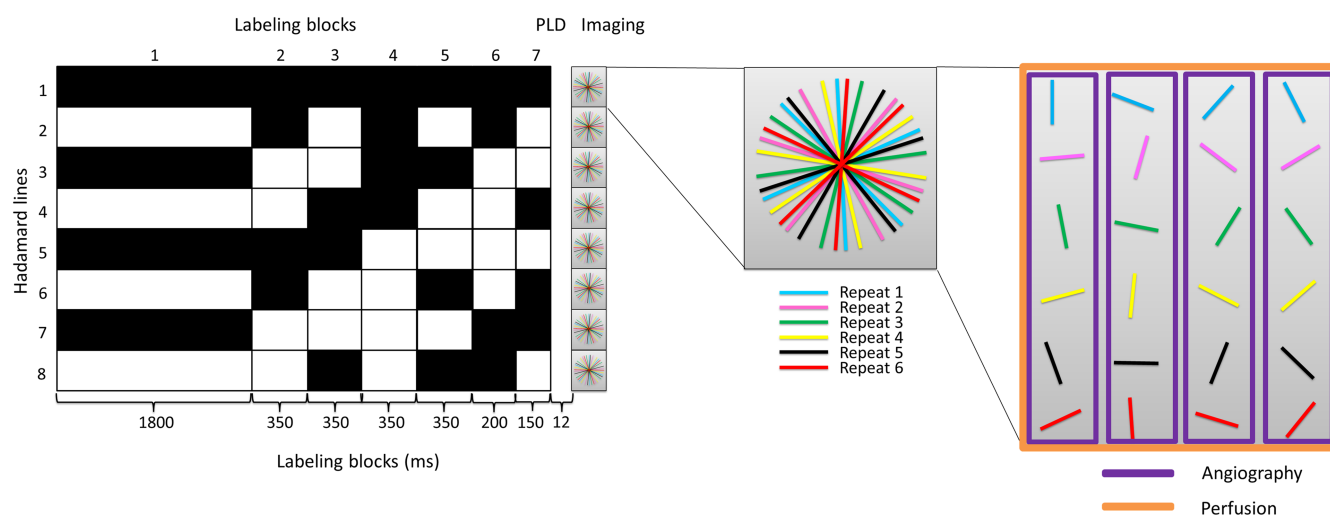 Labeling blocks PLD Imaging
1 2 3 4 5 6 7
Hadamard lines
1
2
3
4
5
6
7
8
1800 350 350 350 350 200 150 12
Labeling blocks (ms)
Repeat 1
Repeat 2
Repeat 3
Repeat 4
Repeat 5
Repeat 6
Angiography
Perfusion